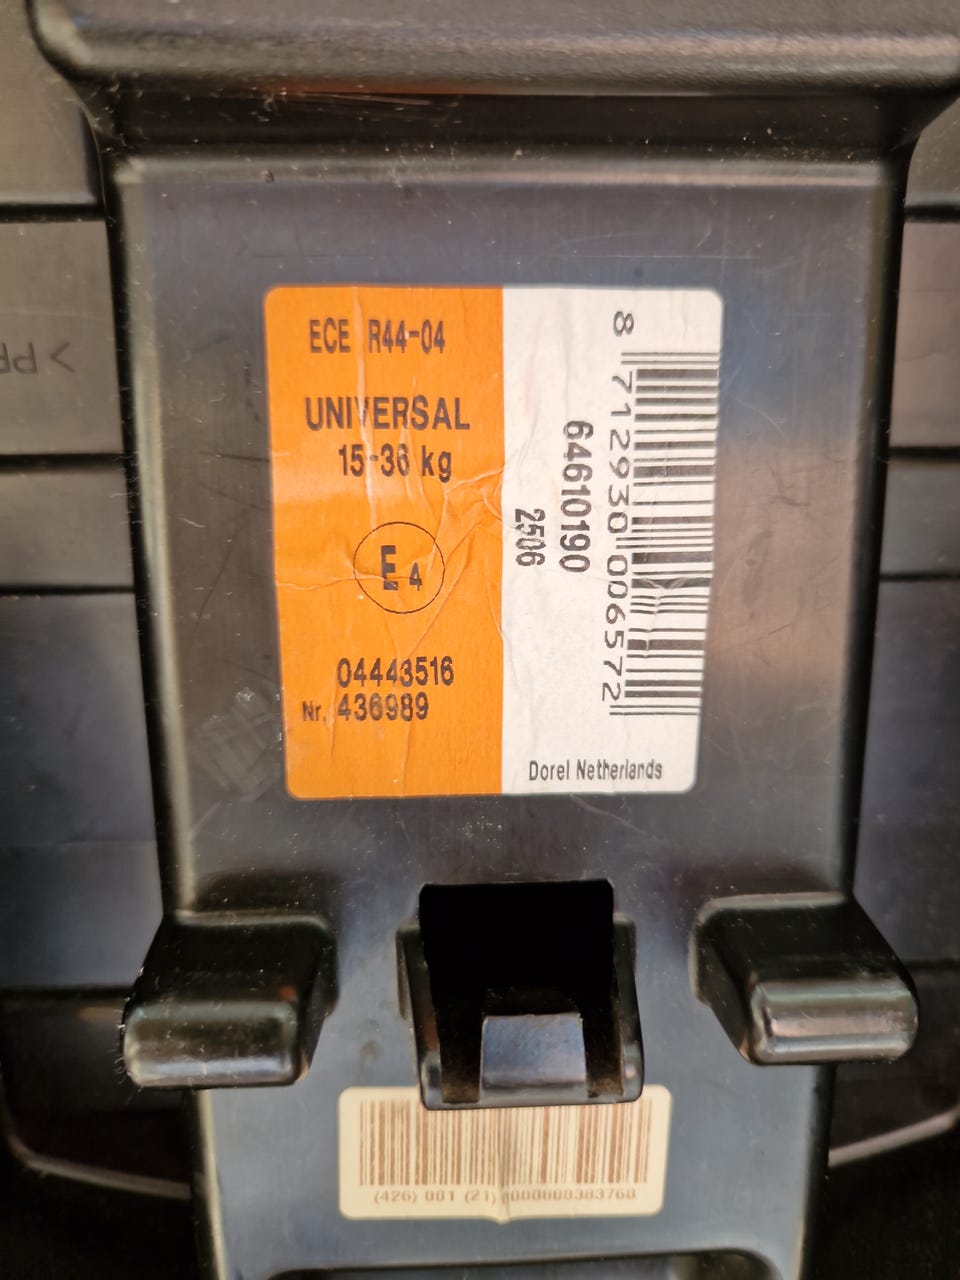 ECE R44-04
UNIVERSAL
15-36 kg
E 4
04443516
Nr. 436989
8 712930 006572
64610190
2506
Dorel Netherlands
(426) 001 (21) 000000383760